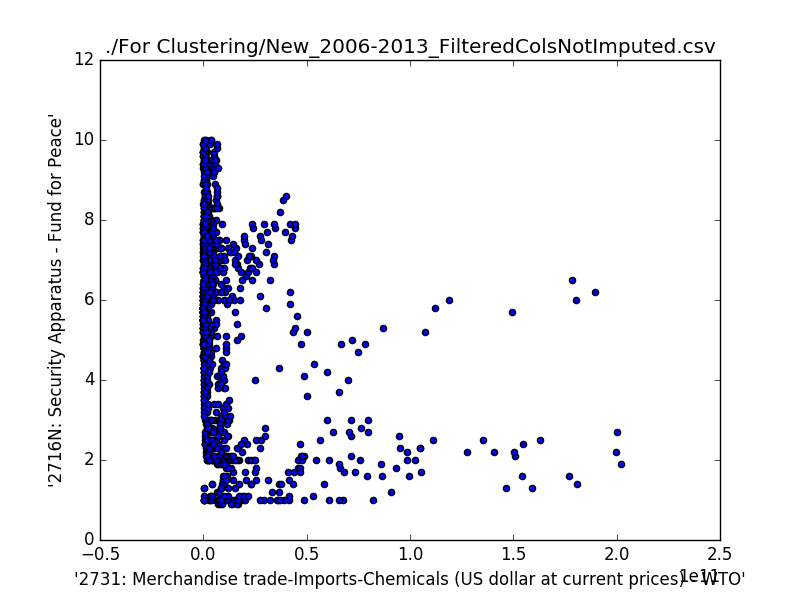 ./For Clustering/New_2006-2013_FilteredColsNotImputed.csv
12
10
8
6
4
2
0
'2716N: Security Apparatus - Fund for Peace'
−0.5 0.0 0.5 1.0 1.5 2.0 2.5
1e11
'2731: Merchandise trade-Imports-Chemicals (US dollar at current prices) - WTO'